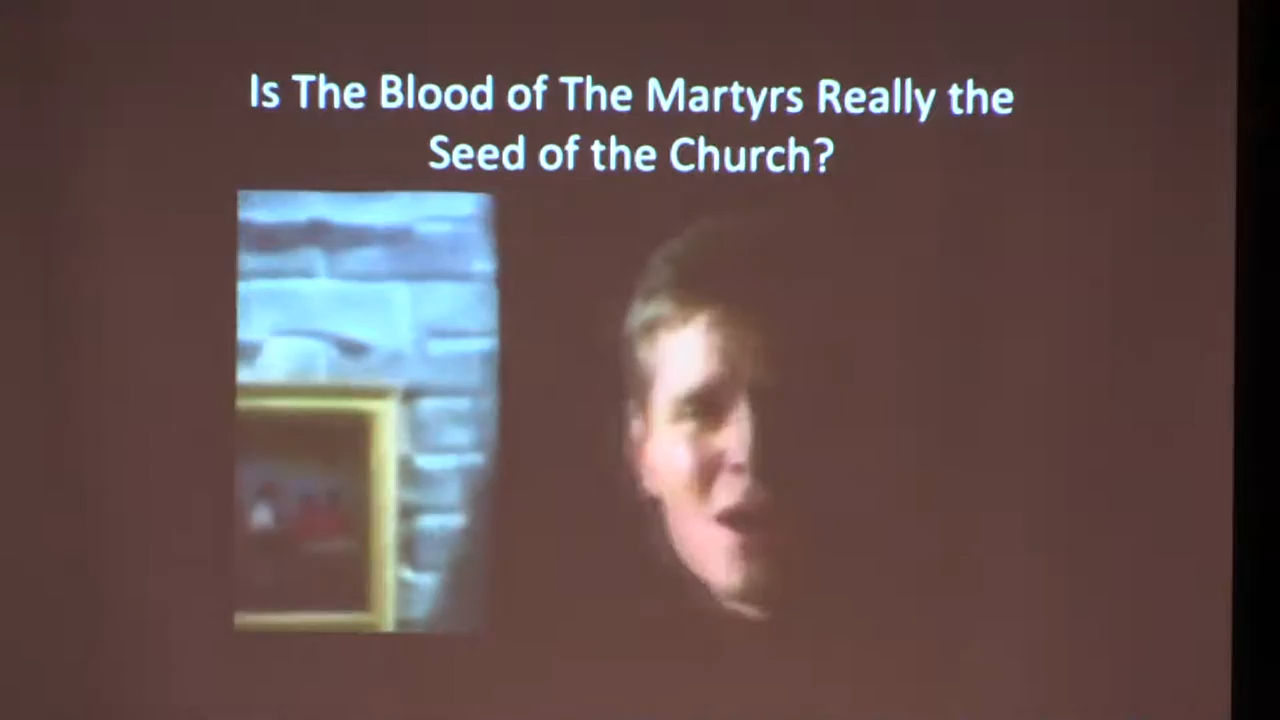 Is The Blood of The Martyrs Really the
Seed of the Church?